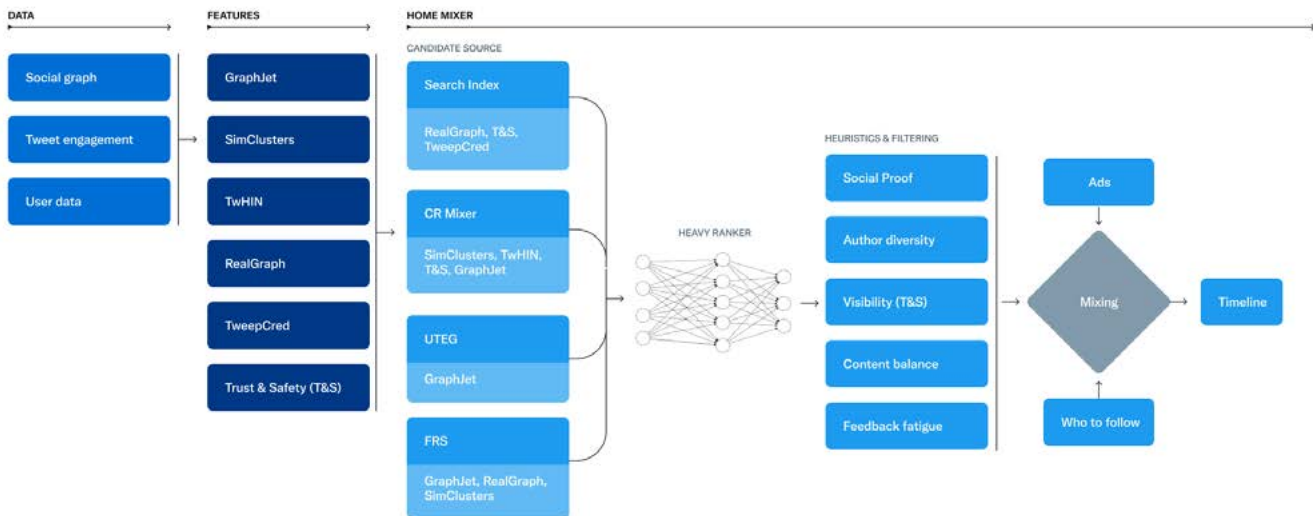 DATA
FEATURES
HOME MIXER
Social graph
Tweet engagement
User data
GraphJet
SimClusters
TwHIN
RealGraph
TweepCred
Trust & Safety (T&S)
CANDIDATE SOURCE
Search Index
RealGraph, T&S,
TweepCred
CR Mixer
SimClusters, TwHIN,
T&S, GraphJet
UTEG
GraphJet
FRS
GraphJet, RealGraph,
SimClusters
HEAVY RANKER
HEURISTICS & FILTERING
Social Proof
Author diversity
Visibility (T&S)
Content balance
Feedback fatigue
Ads
Mixing
Who to follow
Timeline